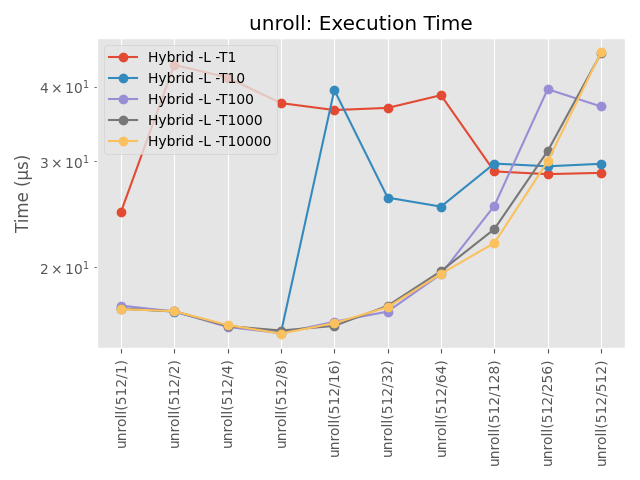 unroll: Execution Time
Hybrid -L -T1
Hybrid -L -T10
Hybrid -L -T100
Hybrid -L -T1000
Hybrid -L -T10000
Time (μs)
4 × 10¹
3 × 10¹
2 × 10¹
unroll(512/1)
unroll(512/2)
unroll(512/4)
unroll(512/8)
unroll(512/16)
unroll(512/32)
unroll(512/64)
unroll(512/128)
unroll(512/256)
unroll(512/512)